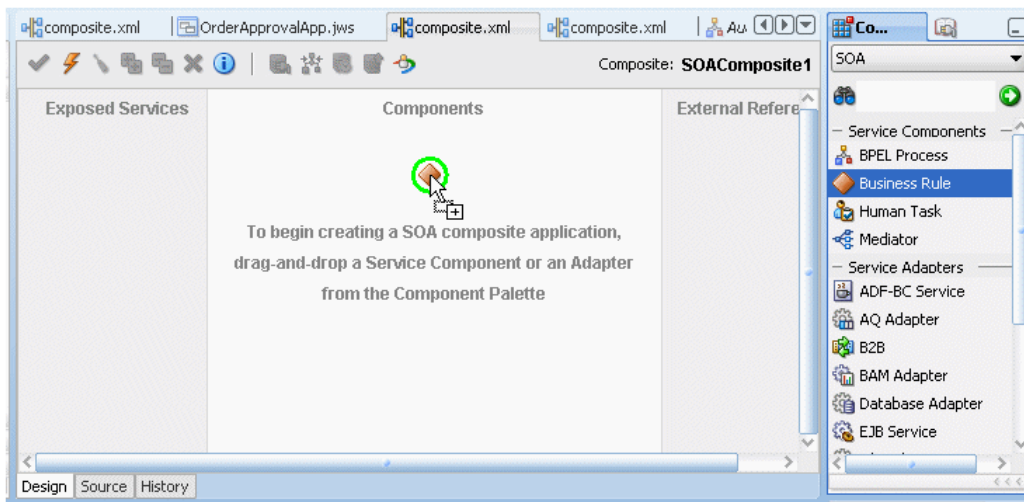 composite.xml
OrderApprovalApp.jws
composite.xml
composite.xml
Au
Co...
Composite: SOAComposite1
SOA
Exposed Services
Components
External Refere
To begin creating a SOA composite application,
drag-and-drop a Service Component or an Adapter
from the Component Palette
Service Components
BPEL Process
Business Rule
Human Task
Mediator
Service Adapters
ADF-BC Service
AQ Adapter
B2B
BAM Adapter
Database Adapter
EJB Service
Design
Source
History